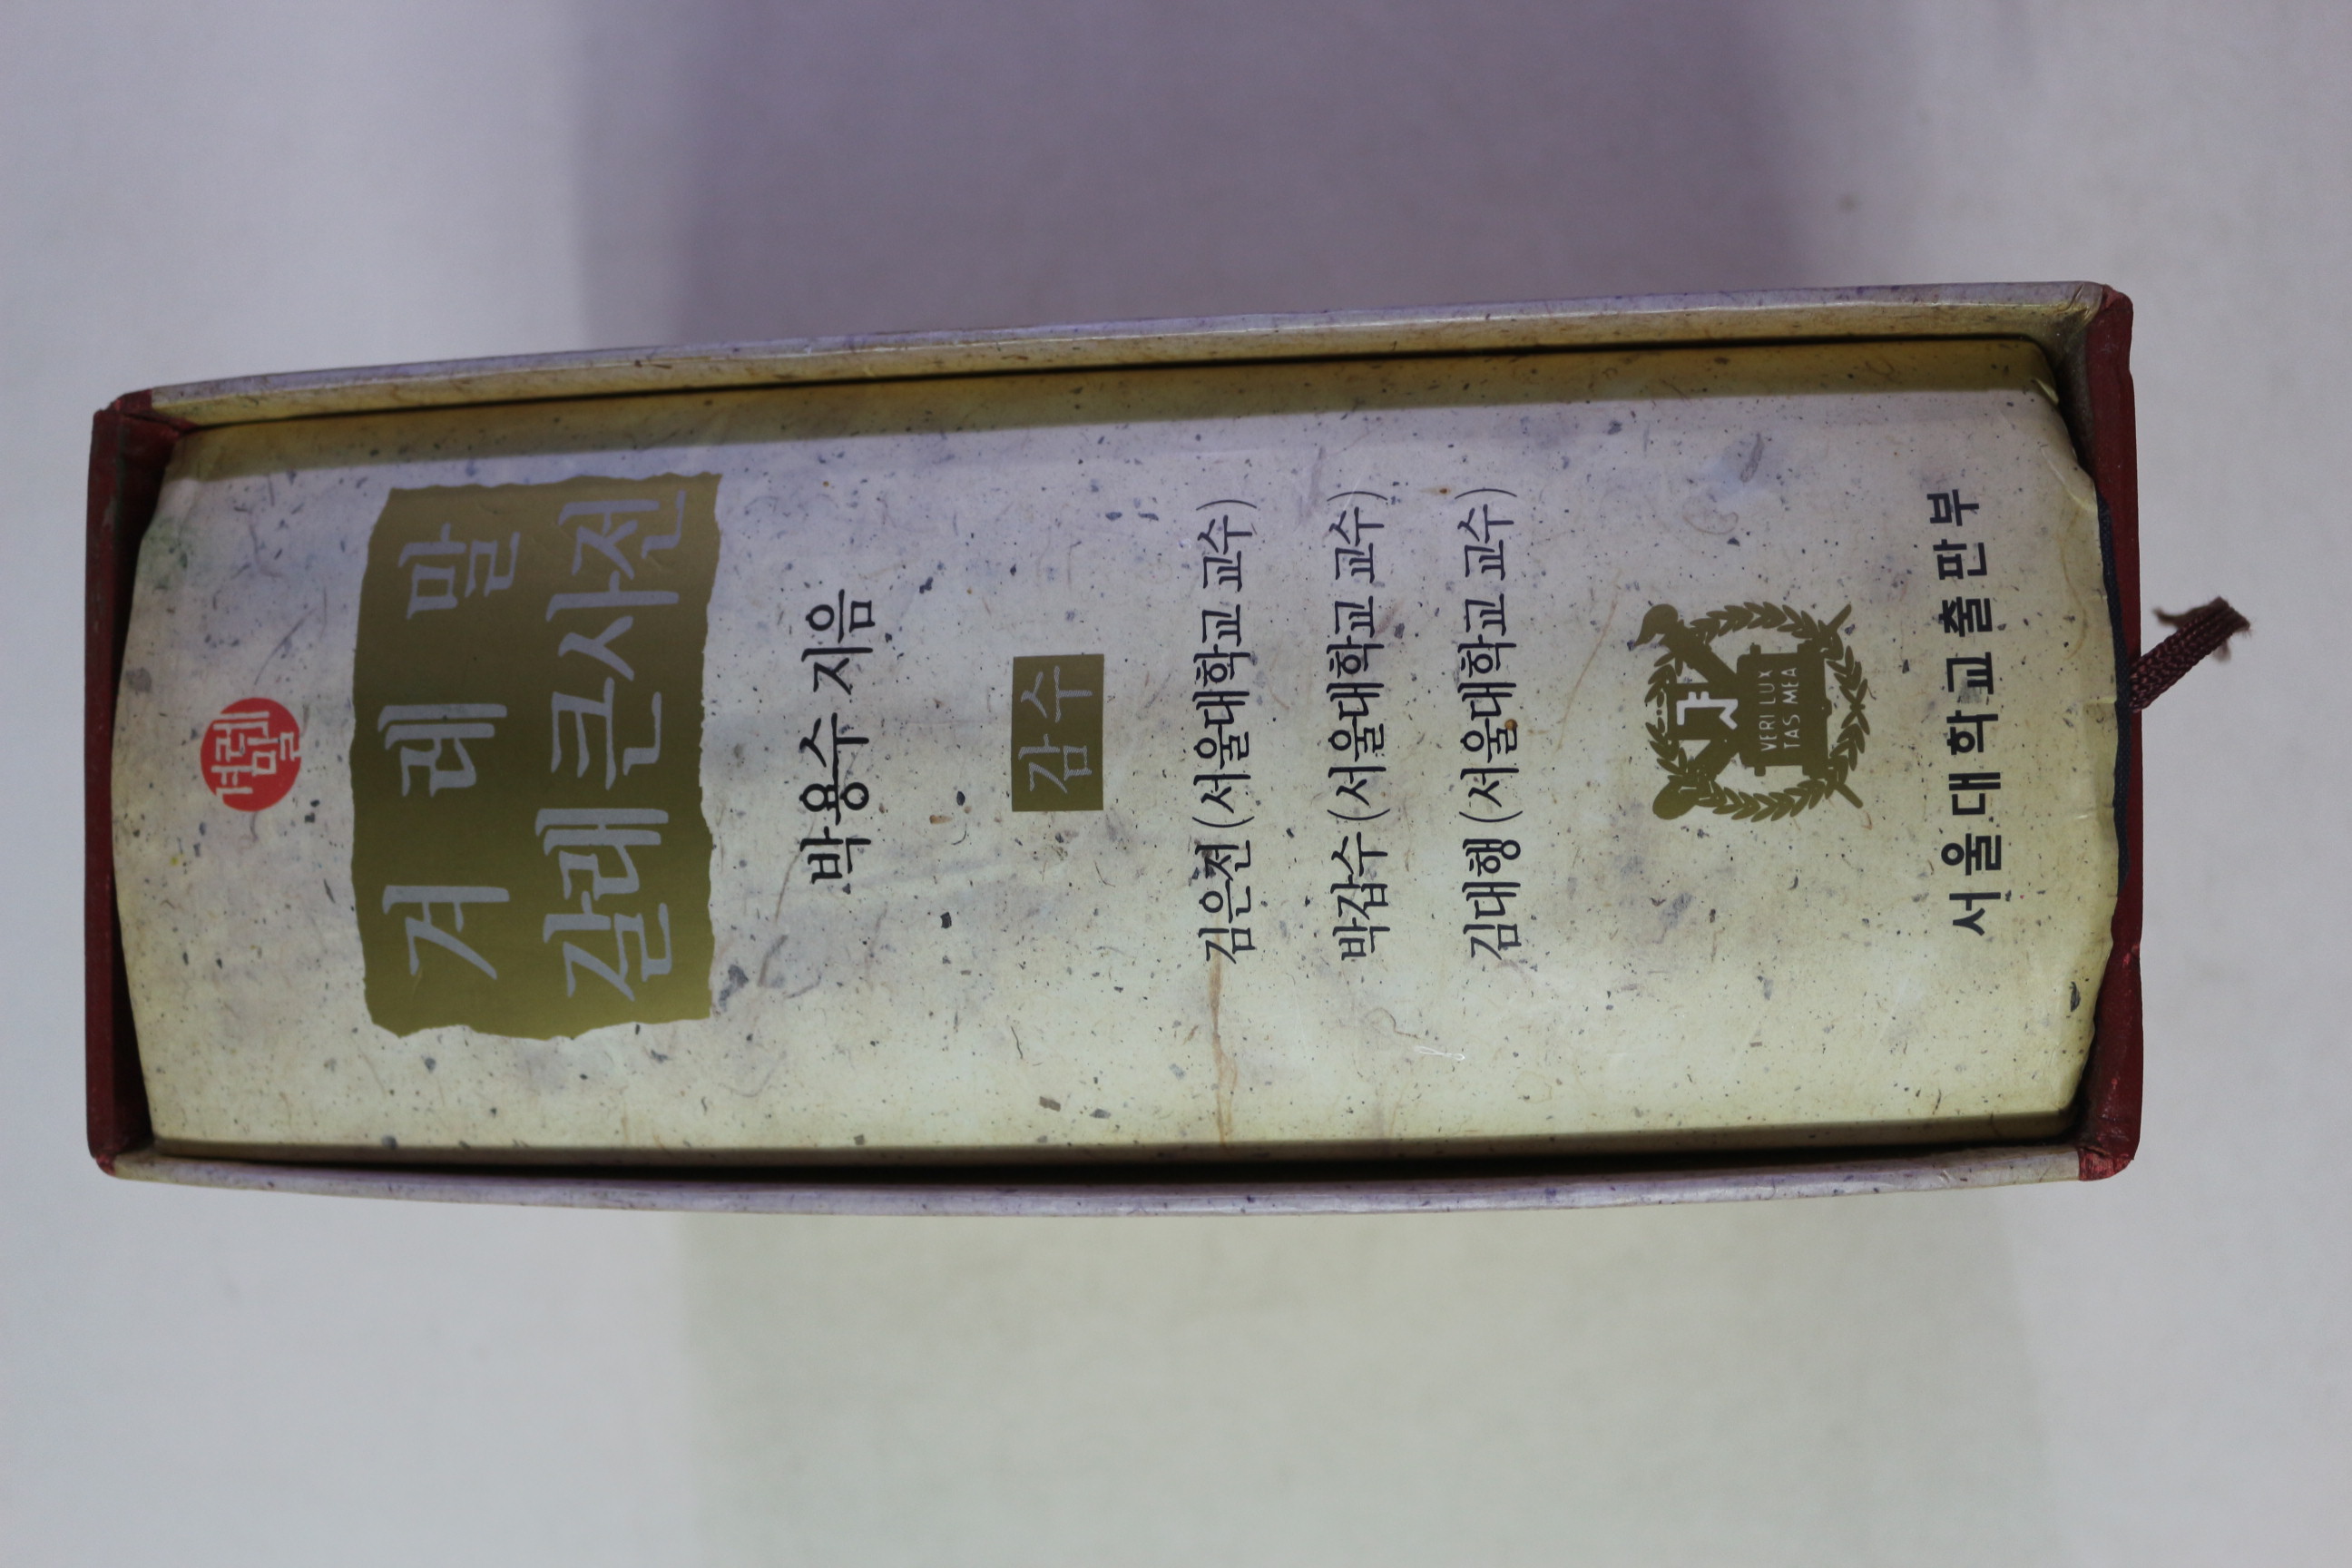 겨레
말
겨 레 말
갈래 큰사전
박용수 지음
감수
김은전 (서울대학교 교수)
박갑수 (서울대학교 교수)
김대행 (서울대학교 교수)
VERI LUX
TAS MEA
서울대학교출판부